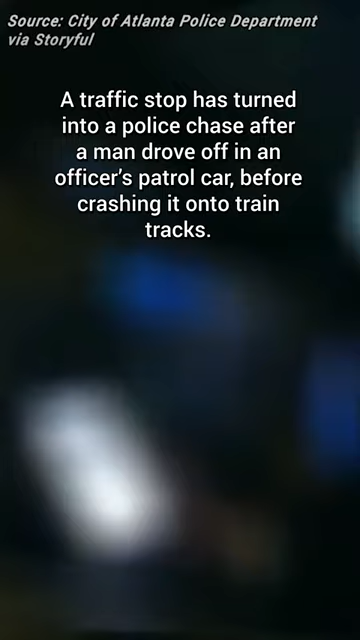 Source: City of Atlanta Police Department
via Storyful
A traffic stop has turned
into a police chase after
a man drove off in an
officer’s patrol car, before
crashing it onto train
tracks.